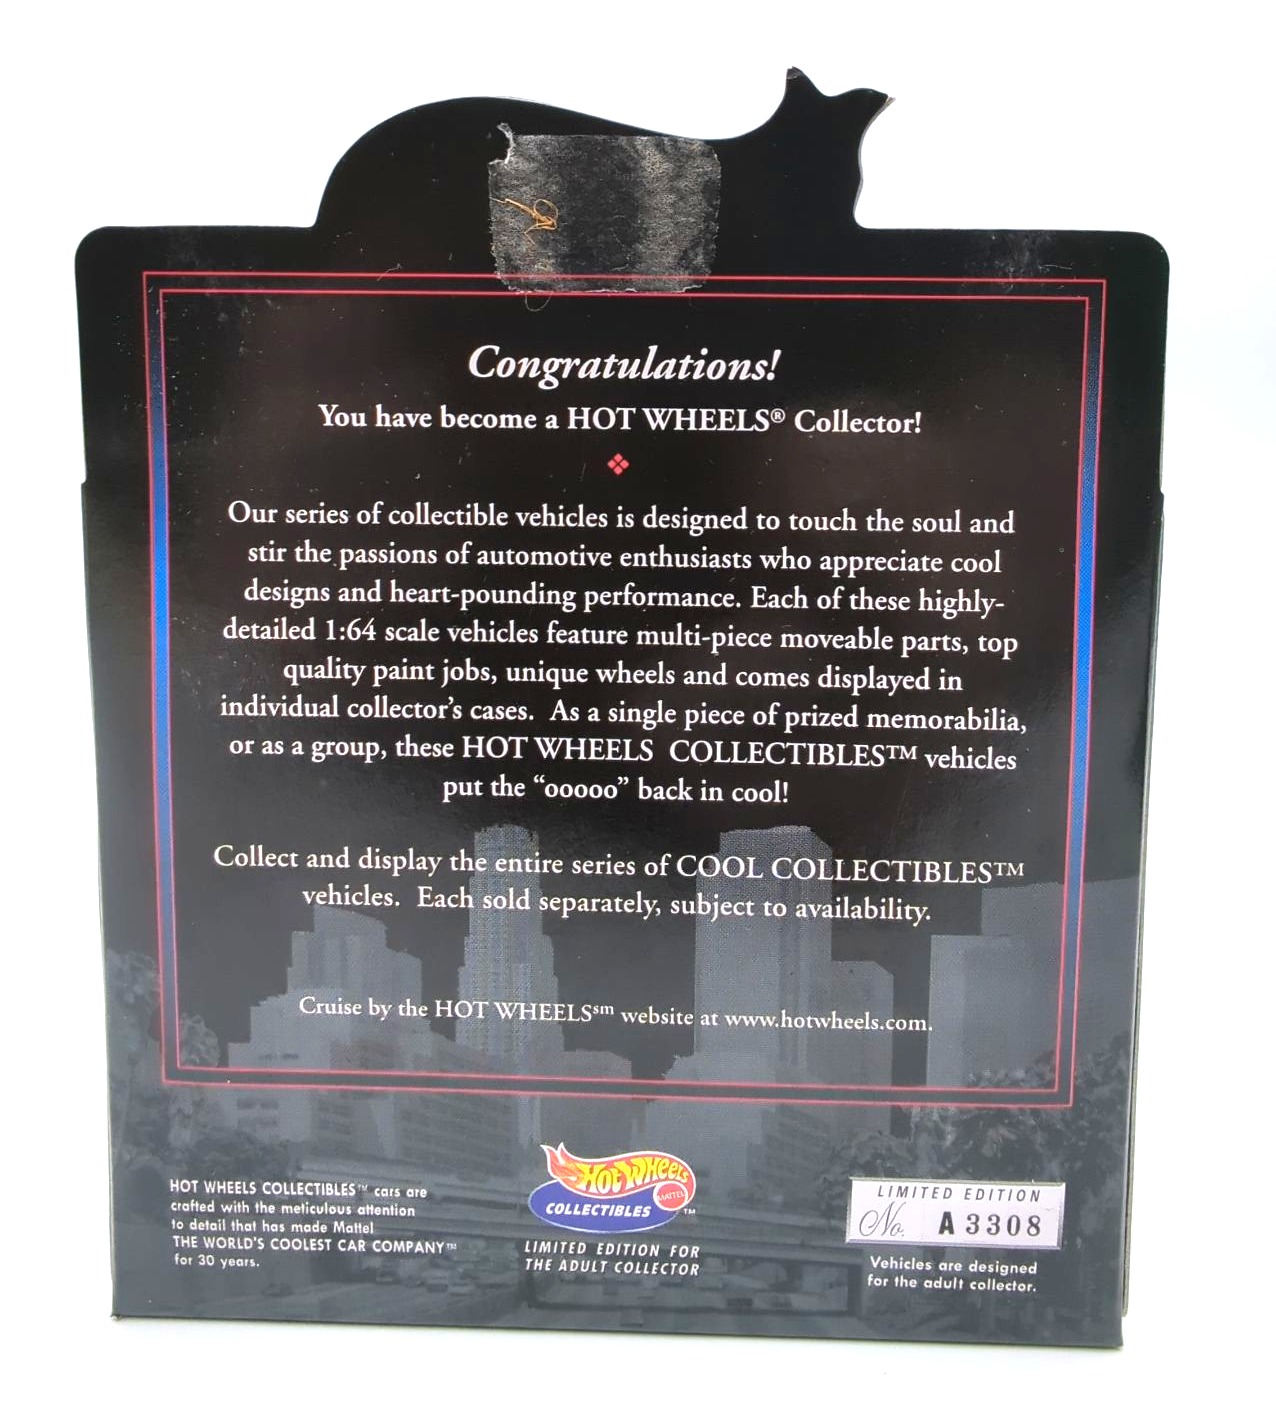 Congratulations!
You have become a HOT WHEELS® Collector!
Our series of collectible vehicles is designed to touch the soul and
stir the passions of automotive enthusiasts who appreciate cool
designs and heart-pounding performance. Each of these highly-
detailed 1:64 scale vehicles feature multi-piece moveable parts, top
quality paint jobs, unique wheels and comes displayed in
individual collector's cases. As a single piece of prized memorabilia,
or as a group, these HOT WHEELS COLLECTIBLES™ vehicles
put the “ooooo” back in cool!
Collect and display the entire series of COOL COLLECTIBLES™
vehicles. Each sold separately, subject to availability.
Cruise by the HOT WHEELS℠ website at www.hotwheels.com.
HOT WHEELS COLLECTIBLES™ cars are
crafted with the meticulous attention
to detail that has made Mattel
THE WORLD'S COOLEST CAR COMPANY™
for 30 years.
Hot Wheels
MATTEL
COLLECTIBLES ™
LIMITED EDITION FOR
THE ADULT COLLECTOR
LIMITED EDITION
No. A 3308
Vehicles are designed
for the adult collector.